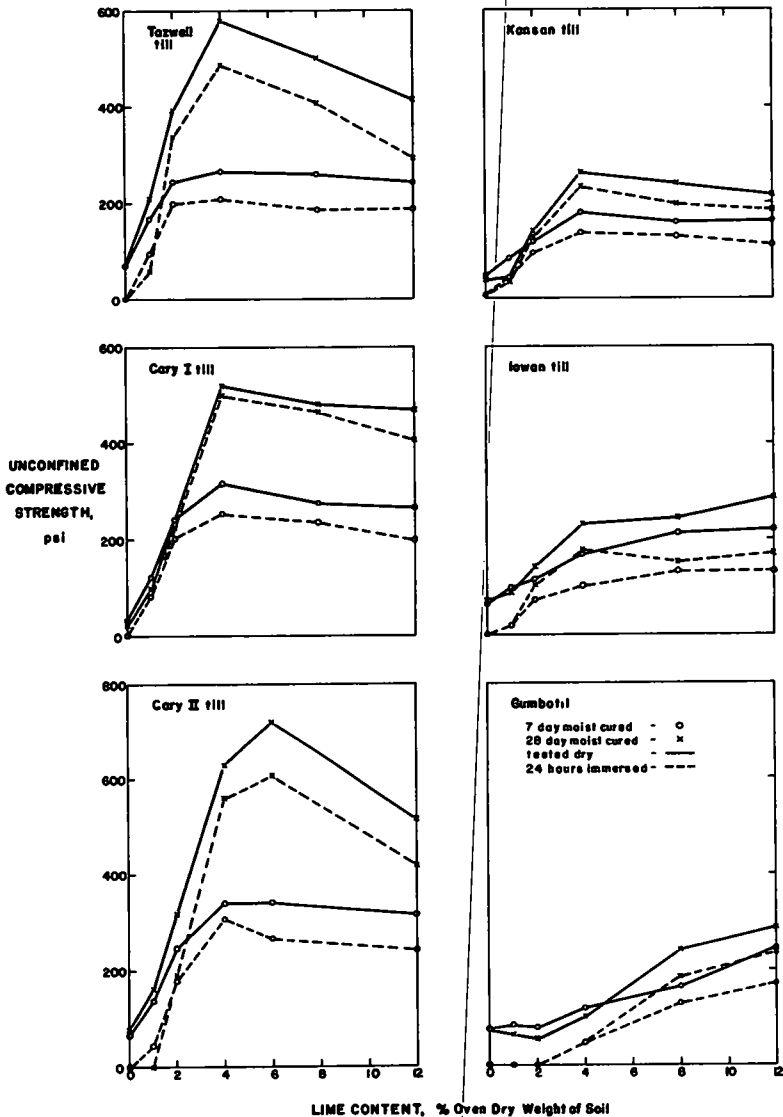 600
400
200
0
Tazwell
till
Kansan till
600
400
200
0
Cary I till
Iowan till
UNCONFINED
COMPRESSIVE
STRENGTH,
psi
800
600
400
200
0
Cary II till
Gumbotil
7 day moist cured - o
28 day moist cured - x
tested dry
24 hours immersed
0 2 4 6 8 10 12
0 2 4 6 8 10 12
LIME CONTENT, % Oven Dry Weight of Soil